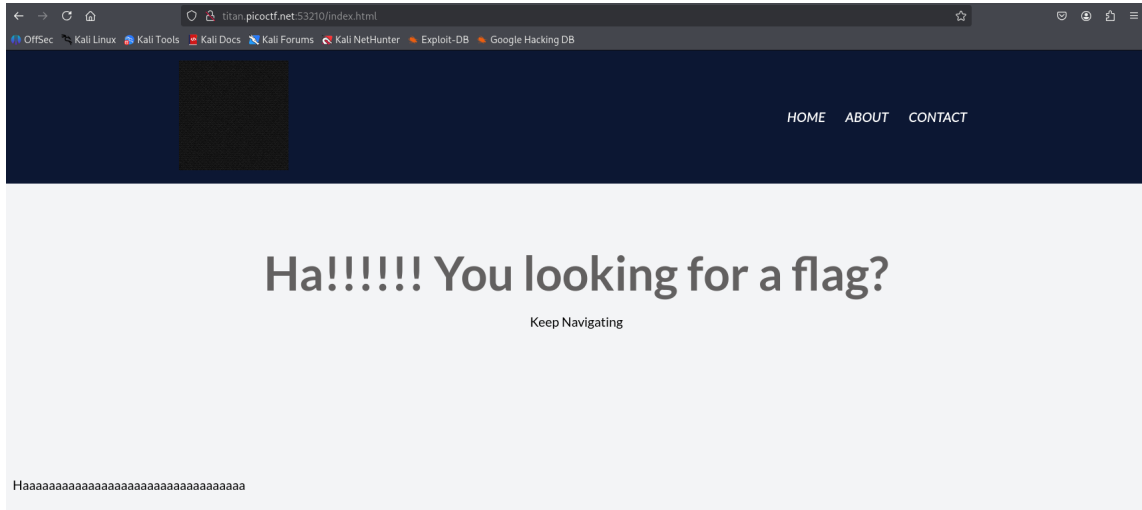 titan.picoctf.net:53210/index.html
OffSec Kali Linux Kali Tools Kali Docs Kali Forums Kali NetHunter Exploit-DB Google Hacking DB
HOME ABOUT CONTACT
Ha!!!!!! You looking for a flag?
Keep Navigating
Haaaaaaaaaaaaaaaaaaaaaaaaaaaaaaaaaa